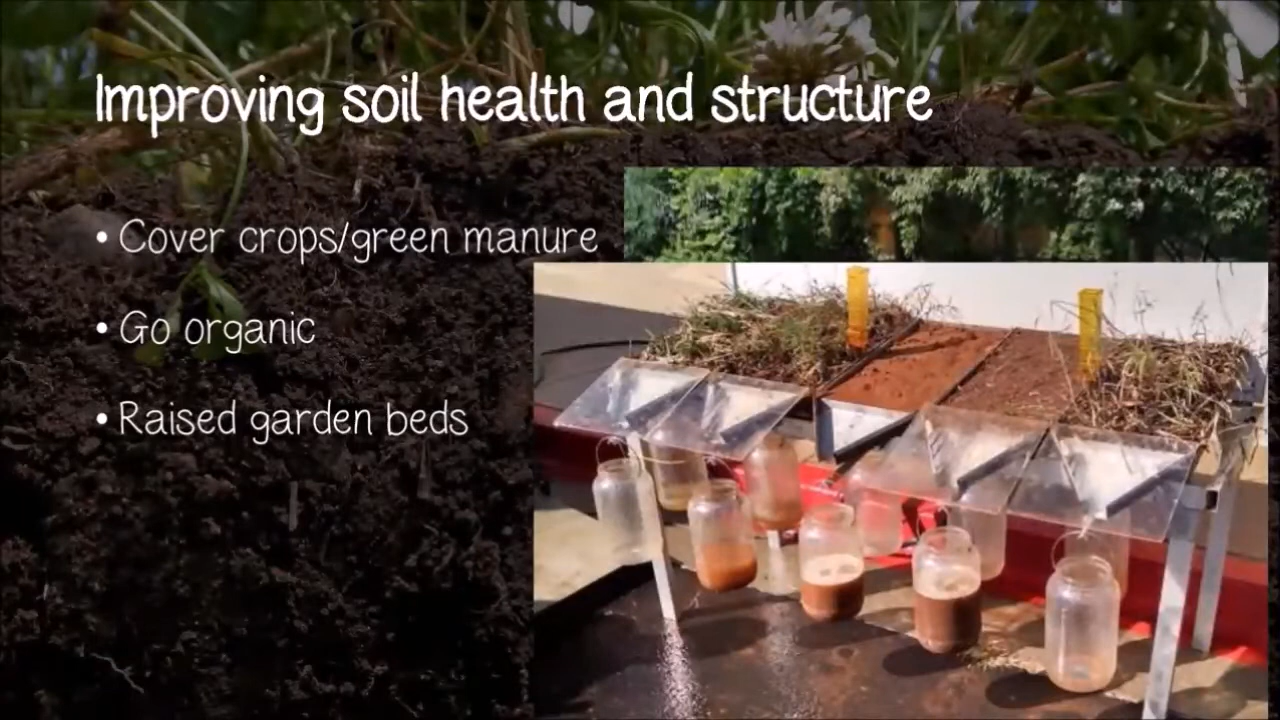 Improving soil health and structure
• Cover crops/green manure
• Go organic
• Raised garden beds